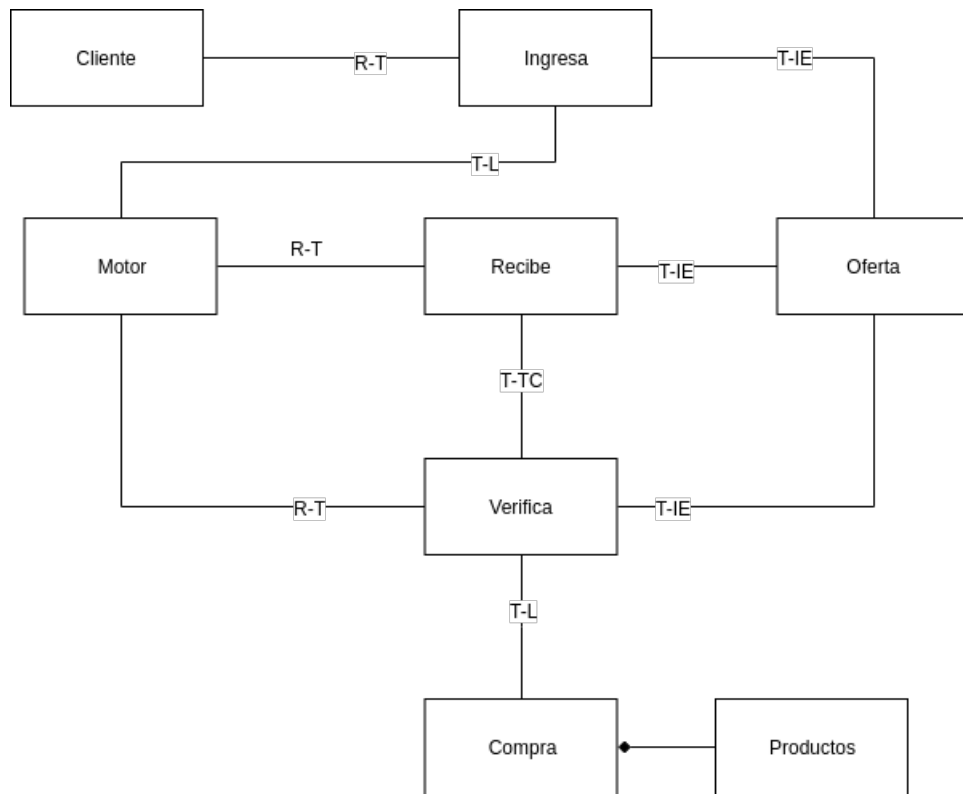 Cliente
R-T
Ingresa
T-IE
T-L
Motor
R-T
Recibe
T-IE
Oferta
T-TC
R-T
Verifica
T-IE
T-L
Compra
Productos